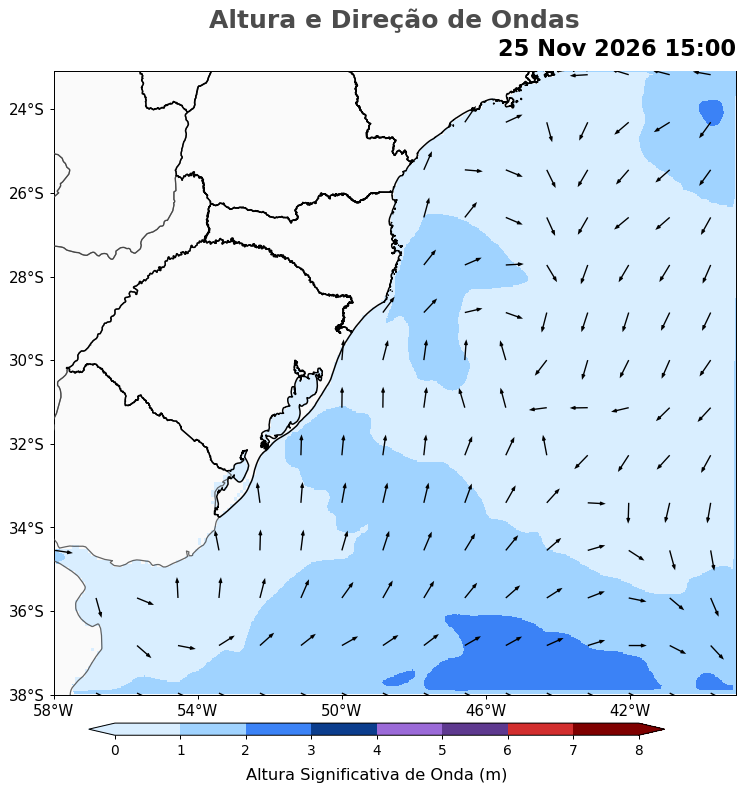 Altura e Direção de Ondas
25 Nov 2026 15:00
24°S
26°S
28°S
30°S
32°S
34°S
36°S
38°S
58°W 54°W 50°W 46°W 42°W
0 1 2 3 4 5 6 7 8
Altura Significativa de Onda (m)